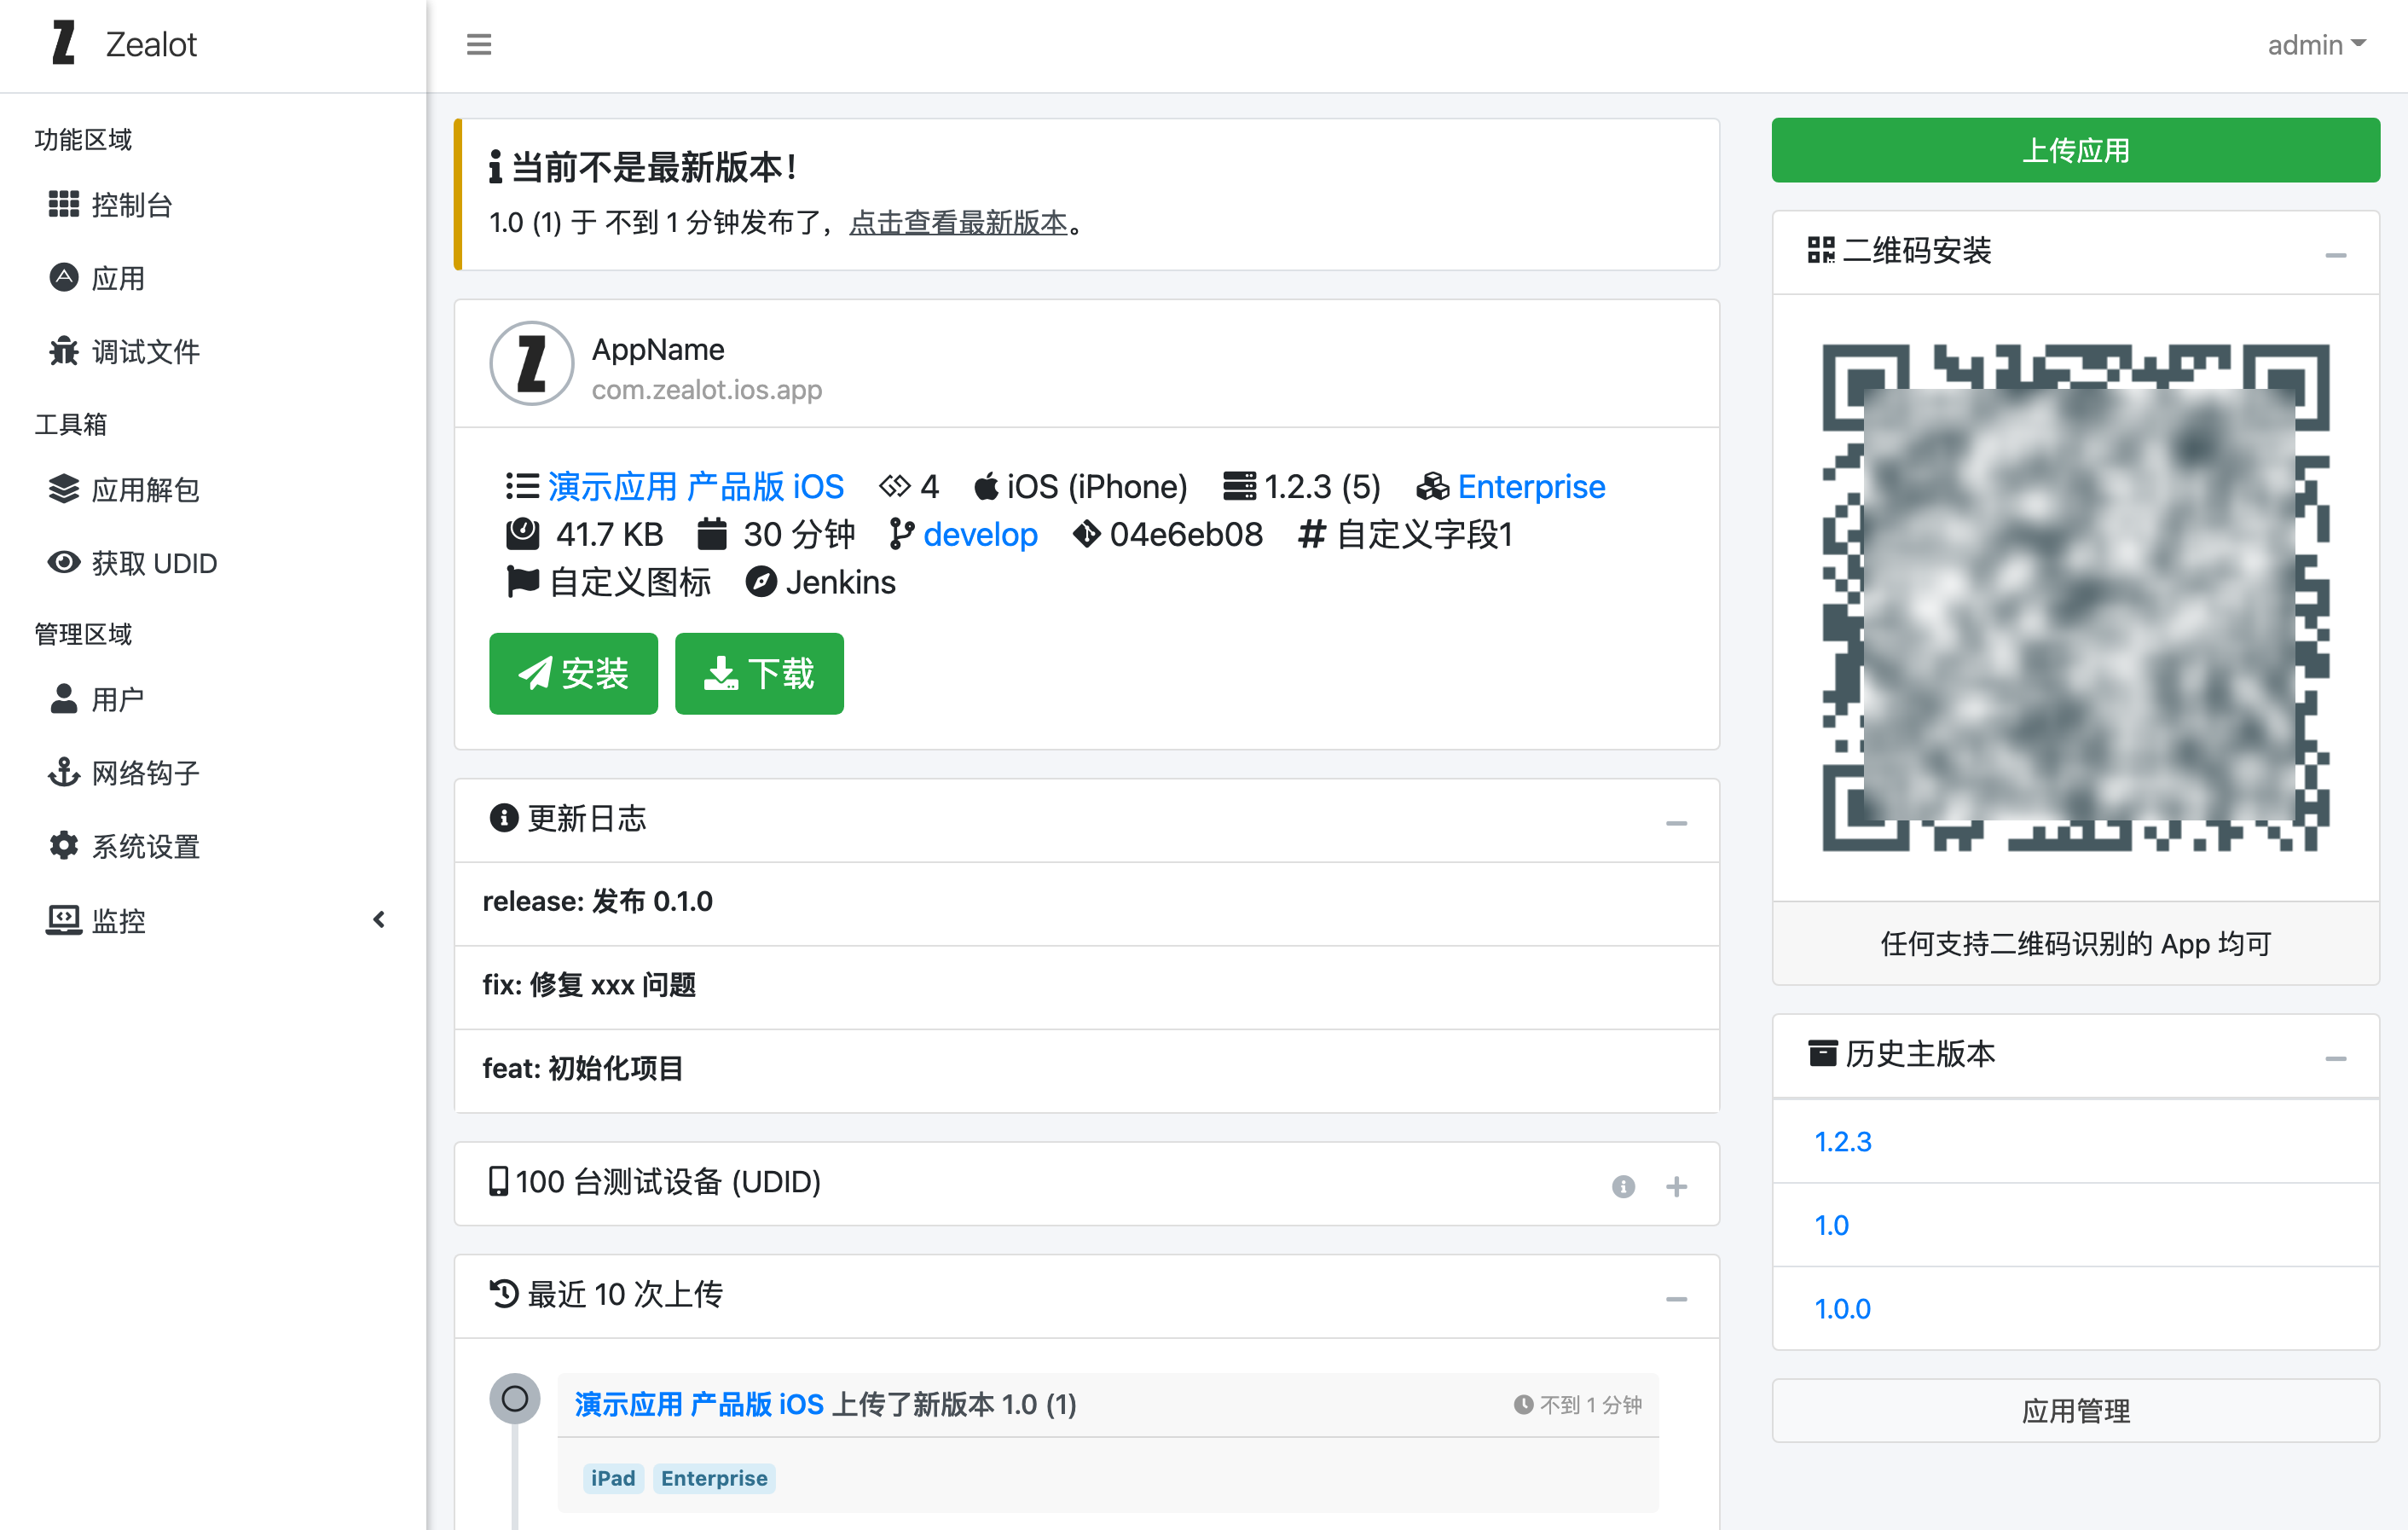 Zealot
admin
功能区域
控制台
应用
调试文件
工具箱
应用解包
获取 UDID
管理区域
用户
网络钩子
系统设置
监控
当前不是最新版本！
1.0 (1) 于 不到 1 分钟发布了，点击查看最新版本。
AppName
com.zealot.ios.app
演示应用 产品版 iOS 4 iOS (iPhone) 1.2.3 (5) Enterprise
41.7 KB 30 分钟 develop 04e6eb08 自定义字段1
自定义图标 Jenkins
安装 下载
更新日志
release: 发布 0.1.0
fix: 修复 xxx 问题
feat: 初始化项目
100 台测试设备 (UDID)
最近 10 次上传
演示应用 产品版 iOS 上传了新版本 1.0 (1) 不到 1 分钟
iPad Enterprise
上传应用
二维码安装
任何支持二维码识别的 App 均可
历史主版本
1.2.3
1.0
1.0.0
应用管理